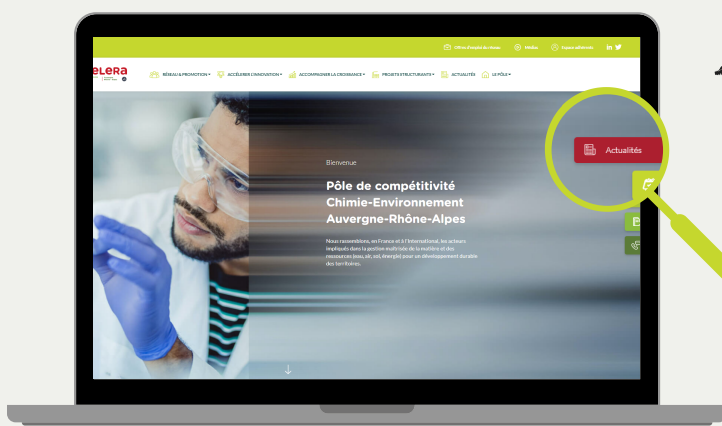 Offres d'emploi du réseau Médias Espace adhérents in
ELERA
RÉSEAU & PROMOTION ACCÉLERER L'INNOVATION ACCOMPAGNER LA CROISSANCE PROJETS STRUCTURANTS ACTUALITÉS LE PÔLE
Actualités
Bienvenue
Pôle de compétitivité
Chimie-Environnement
Auvergne-Rhône-Alpes
Nous rassemblons, en France et à l'International, les acteurs
impliqués dans la gestion maîtrisée de la matière et des
ressources (eau, air, sol, énergie) pour un développement durable
des territoires.